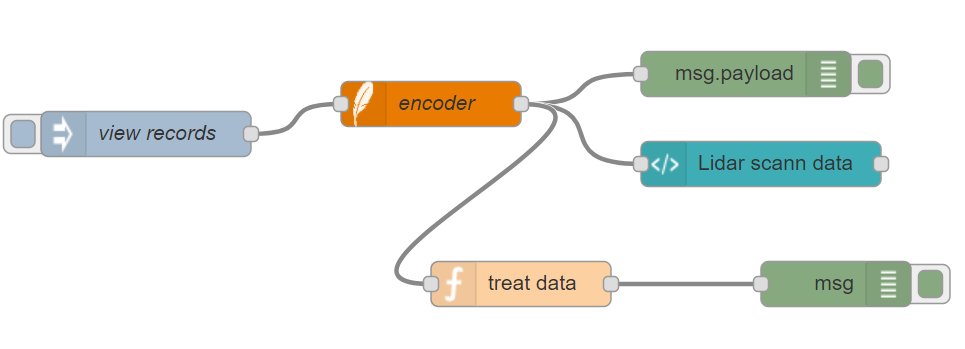 msg.payload
encoder
view records
Lidar scann data
treat data
msg